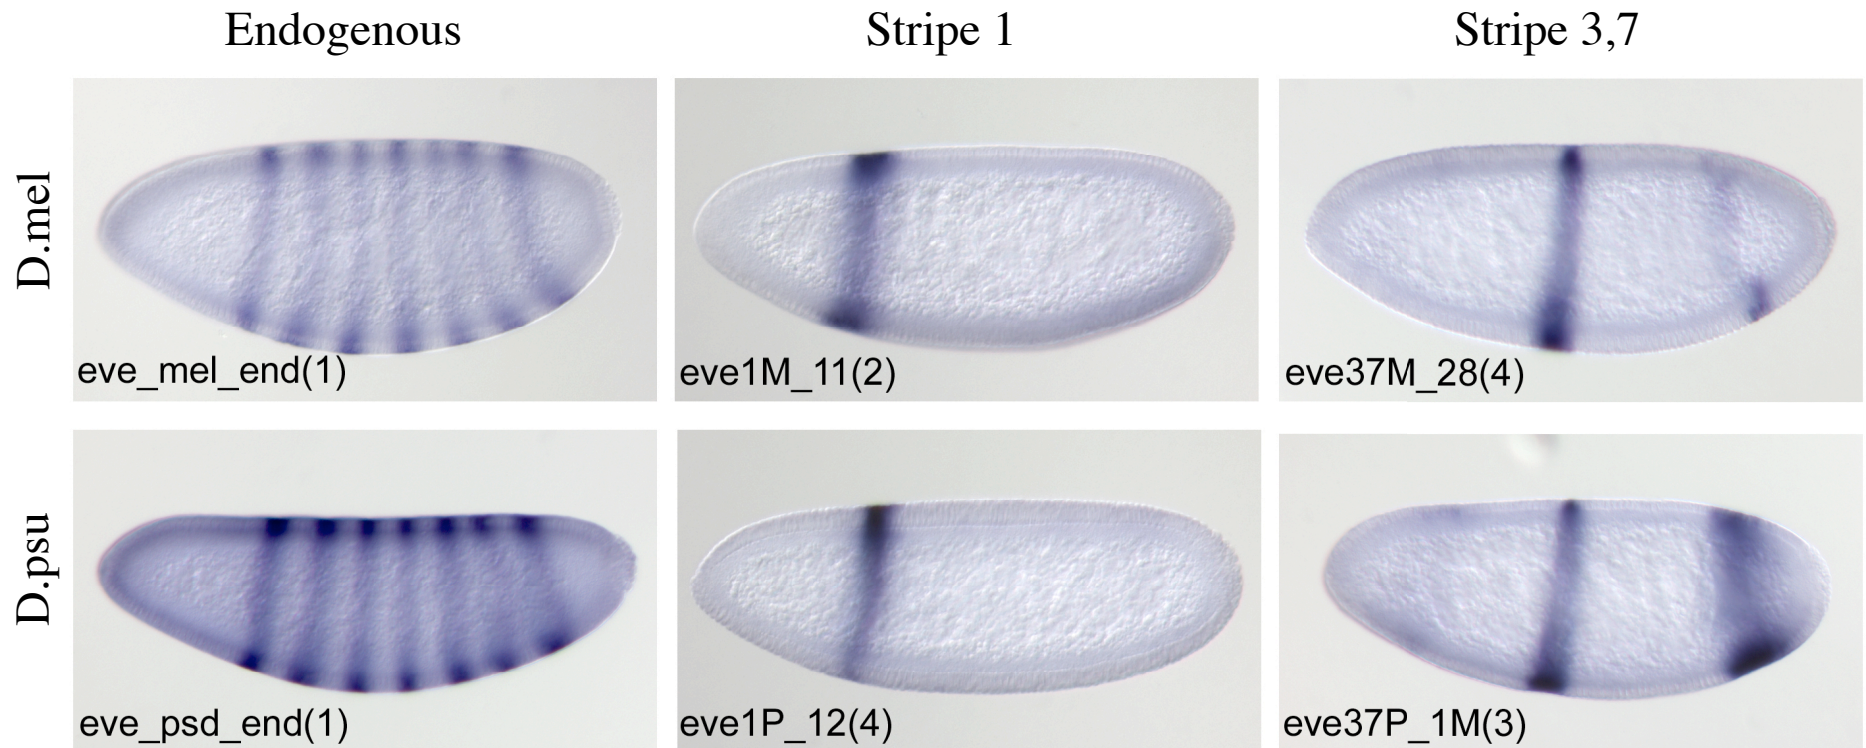 Endogenous
Stripe 1
Stripe 3,7
D.mel
eve_mel_end(1)
eve1M_11(2)
eve37M_28(4)
D.psu
eve_psd_end(1)
eve1P_12(4)
eve37P_1M(3)